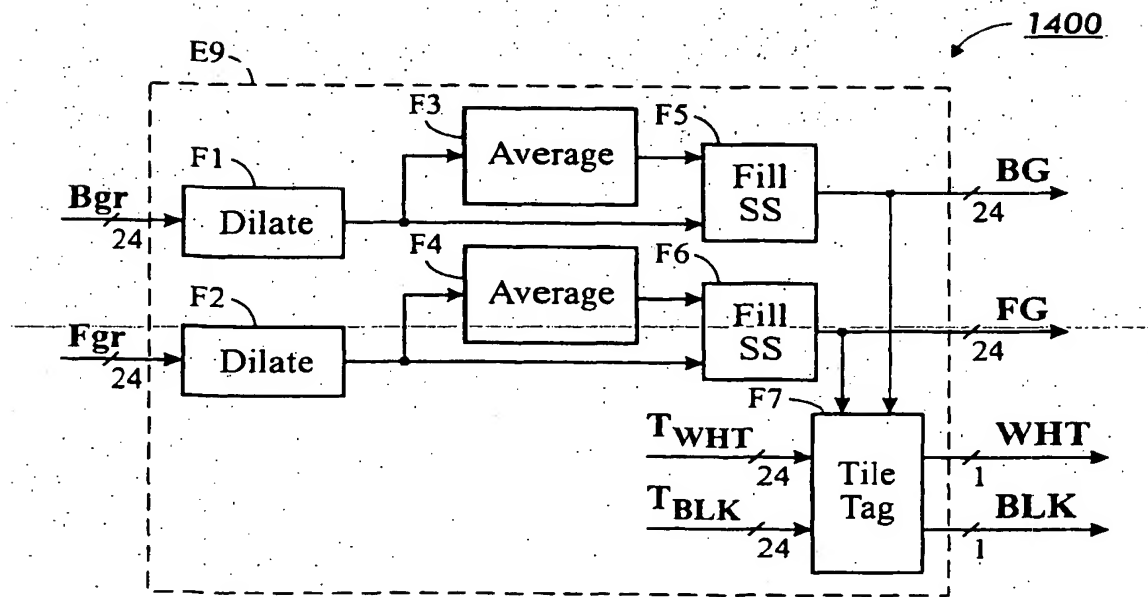 1400
E9
F3
F5
F1
Average
Fill
SS
BG
24
Bgr
24
Dilate
F4
F6
F2
Average
Fill
SS
FG
24
Fgr
24
Dilate
F7
TWHT
24
Tile
Tag
WHT
1
TBLK
24
BLK
1